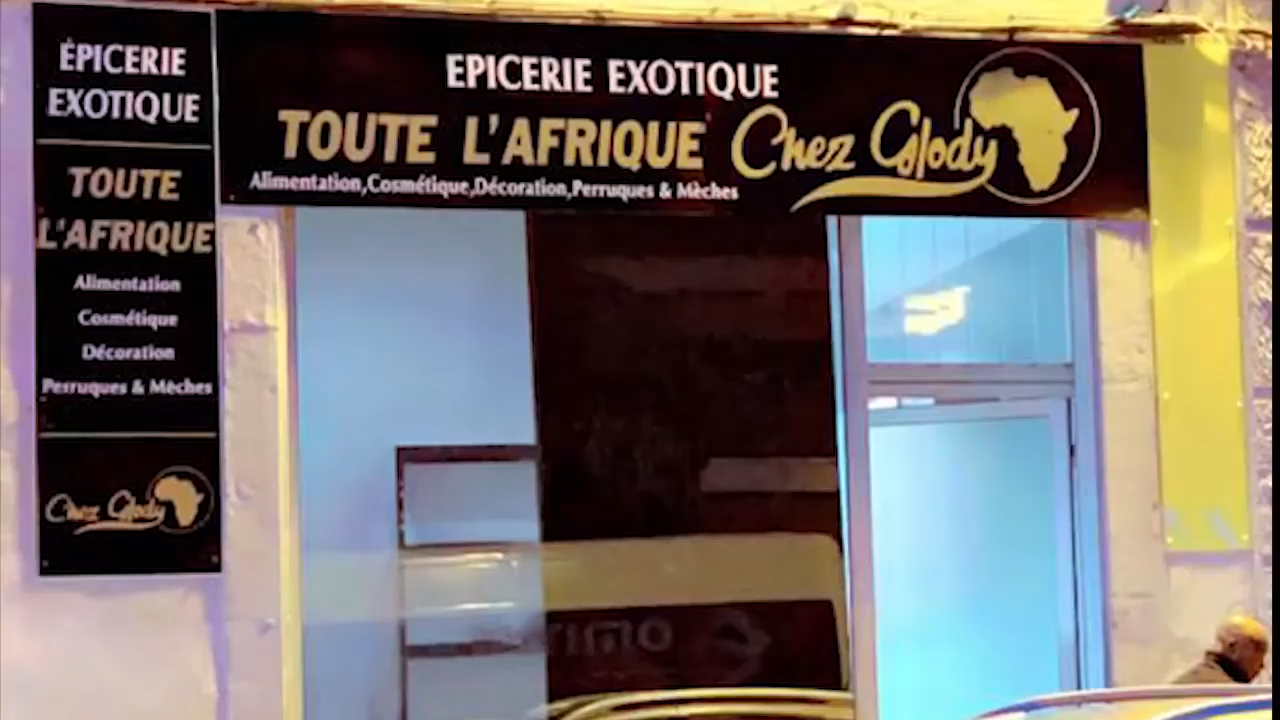 ÉPICERIE
EXOTIQUE
TOUTE
L'AFRIQUE
Alimentation
Cosmétique
Décoration
Perruques & Mèches
Chez Glody
EPICERIE EXOTIQUE
TOUTE L'AFRIQUE Chez Glody
Alimentation,Cosmétique,Décoration,Perruques & Mèches